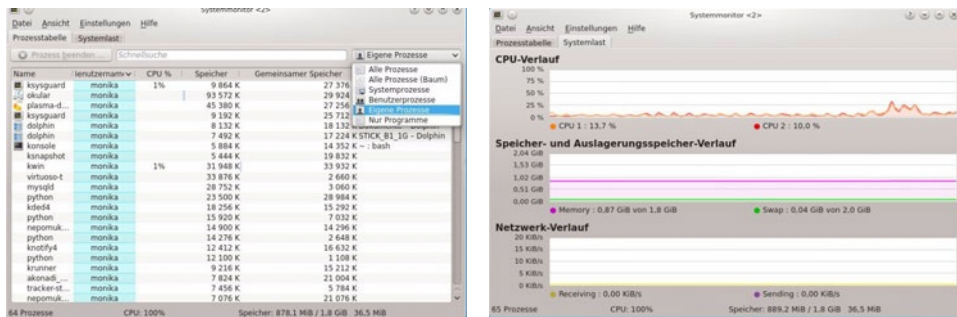 Systemmonitor <2>
Datei Ansicht Einstellungen Hilfe
Prozesstabelle Systemlast
Prozess beenden ... Schnellsuche Eigene Prozesse
Alle Prozesse
Alle Prozesse (Baum)
Systemprozesse
Benutzerprozesse
Eigene Prozesse
Nur Programme
Name CPU % Speicher Gemeinsamer Speicher
ksysguard monika 1% 9 864 K 27 376
okular monika 93 572 K 29 924
plasma-d... monika 45 380 K 27 256
ksysguard monika 9 192 K 25 712
dolphin monika 8 132 K 18 132 K
dolphin monika 7 492 K 17 224 K STICK_B1_1G – Dolphin
konsole monika 5 884 K 14 352 K ~ : bash
ksnapshot monika 5 444 K 19 832 K
kwin monika 1% 31 948 K 33 932 K
virtuoso-t monika 33 876 K 2 660 K
mysqld monika 28 752 K 3 060 K
python monika 23 500 K 28 984 K
kded4 monika 18 256 K 15 292 K
python monika 15 920 K 7 032 K
nepomuk... monika 14 900 K 14 296 K
python monika 14 276 K 2 648 K
knotify4 monika 12 412 K 16 632 K
python monika 12 100 K 1 108 K
krunner monika 9 216 K 15 212 K
akonadi_... monika 7 824 K 21 004 K
tracker-st... monika 7 456 K 5 784 K
nepomuk... monika 7 076 K 21 076 K
64 Prozesse CPU: 100% Speicher: 878.1 MiB / 1.8 GiB 36.5 MiB
Systemmonitor <2>
Datei Ansicht Einstellungen Hilfe
Prozesstabelle Systemlast
CPU-Verlauf
100 %
75 %
50 %
25 %
0 %
CPU 1 : 13,7 % CPU 2 : 10,0 %
Speicher- und Auslagerungsspeicher-Verlauf
2,04 GiB
1,53 GiB
1,02 GiB
0,51 GiB
0,00 GiB
Memory : 0,87 GiB von 1,8 GiB Swap : 0,04 GiB von 2,0 GiB
Netzwerk-Verlauf
20 KiB/s
15 KiB/s
10 KiB/s
5 KiB/s
0 KiB/s
Receiving : 0,00 KiB/s Sending : 0,00 KiB/s
65 Prozesse CPU: 100% Speicher: 889.2 MiB / 1.8 GiB 36.5 MiB